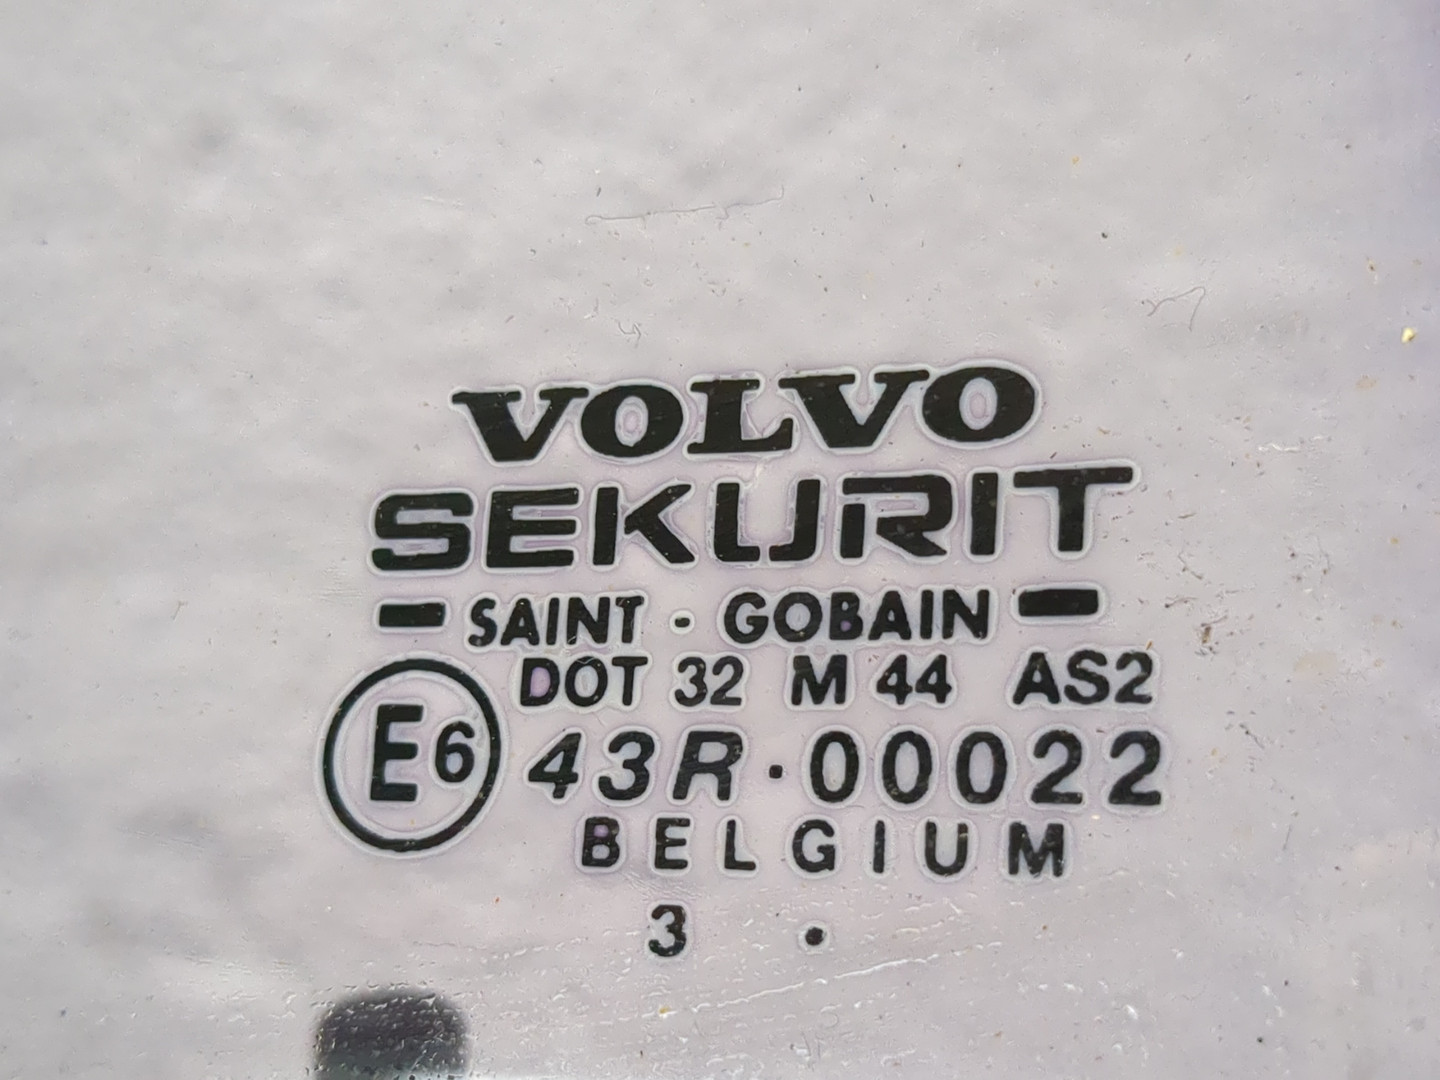 VOLVO
SEKURIT
SAINT - GOBAIN
DOT 32 M 44 AS2
E6 43R·00022
BELGIUM
3 .